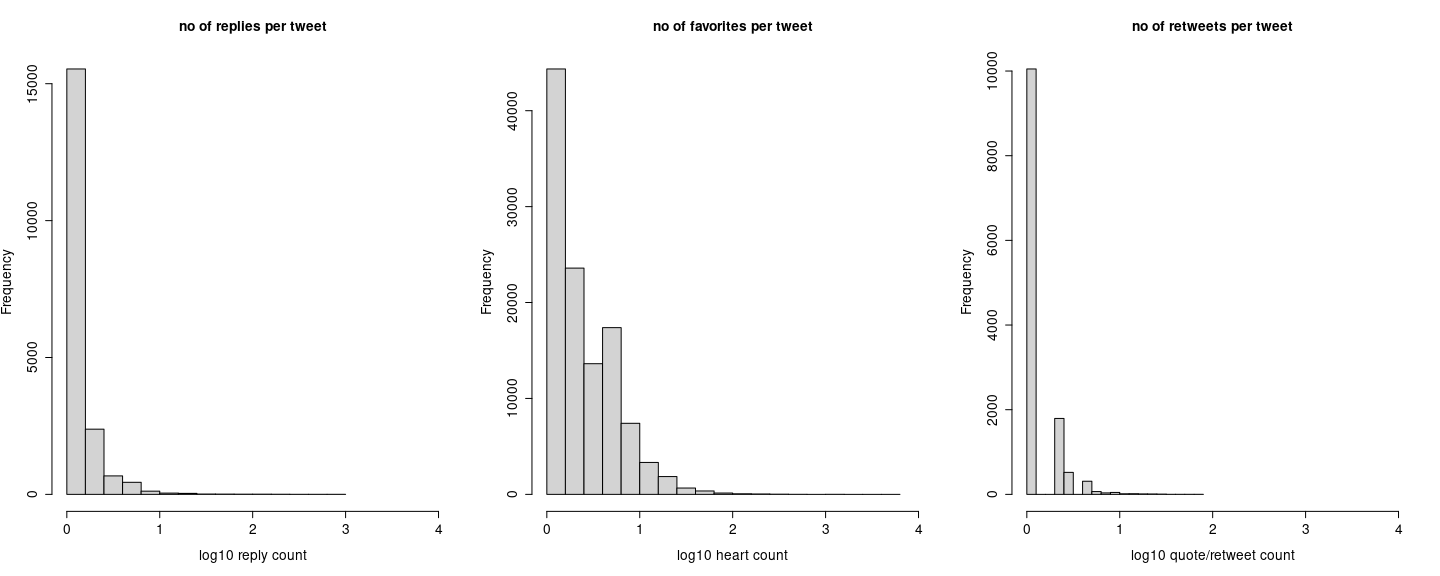 no of replies per tweet
Frequency
15000
10000
5000
0
0 1 2 3 4
log10 reply count
no of favorites per tweet
Frequency
40000
30000
20000
10000
0
0 1 2 3 4
log10 heart count
no of retweets per tweet
Frequency
10000
8000
6000
4000
2000
0
0 1 2 3 4
log10 quote/retweet count